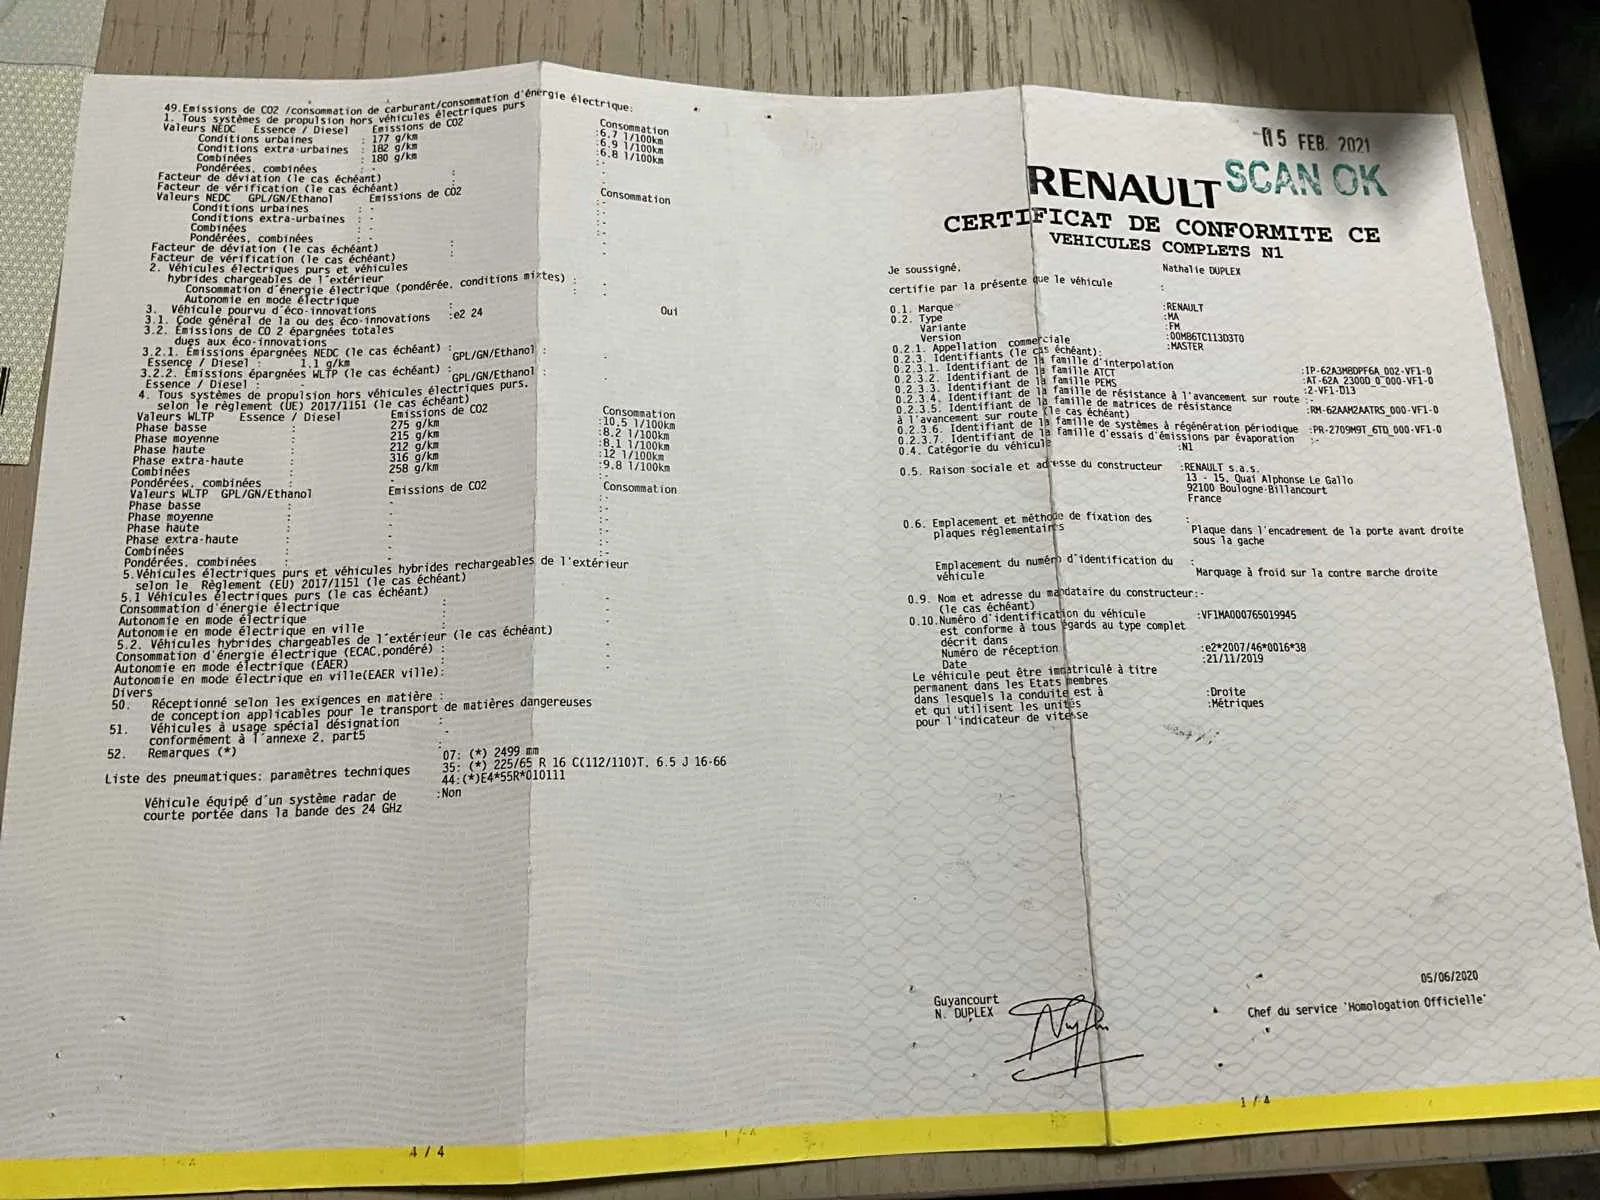 49.Emissions de CO2 /consommation de carburant/consommation d'énergie électrique:
1. Tous systèmes de propulsion hors véhicules électriques purs
Valeurs NEDC Essence / Diesel Emissions de CO2 Consommation
Conditions urbaines : 177 g/km :6.7 l/100km
Conditions extra-urbaines : 182 g/km :6.9 l/100km
Combinées : 180 g/km :6.8 l/100km
Pondérées, combinées : - :-
Facteur de déviation (le cas échéant) : -
Facteur de vérification (le cas échéant) : -
Valeurs NEDC GPL/GN/Ethanol Emissions de CO2 Consommation
Conditions urbaines : - :-
Conditions extra-urbaines : - :-
Combinées : - :-
Pondérées, combinées : - :-
Facteur de déviation (le cas échéant) : -
Facteur de vérification (le cas échéant) : -
2. Véhicules électriques purs et véhicules
hybrides chargeables de l'extérieur
Consommation d'énergie électrique (pondérée, conditions mixtes) : -
Autonomie en mode électrique : -
3. Véhicule pourvu d'éco-innovations : Oui
3.1. Code général de la ou des éco-innovations :e2 24
3.2. Emissions de CO 2 épargnées totales
dues aux éco-innovations
3.2.1. Emissions épargnées NEDC (le cas échéant) :
Essence / Diesel : 1.1 g/km GPL/GN/Ethanol : -
3.2.2. Emissions épargnées WLTP (le cas échéant) :
Essence / Diesel : - GPL/GN/Ethanol : -
4. Tous systèmes de propulsion hors véhicules électriques purs.
selon le règlement (UE) 2017/1151 (le cas échéant)
Valeurs WLTP Essence / Diesel Emissions de CO2 Consommation
Phase basse : 275 g/km :10.5 l/100km
Phase moyenne : 215 g/km :8.2 l/100km
Phase haute : 212 g/km :8.1 l/100km
Phase extra-haute : 316 g/km :12 l/100km
Combinées : 258 g/km :9.8 l/100km
Pondérées, combinées : -
Valeurs WLTP GPL/GN/Ethanol Emissions de CO2 Consommation
Phase basse : - :-
Phase moyenne : - :-
Phase haute : - :-
Phase extra-haute : - :-
Combinées : - :-
Pondérées, combinées : - :-
5.Véhicules électriques purs et véhicules hybrides rechargeables de l'extérieur
selon le Règlement (EU) 2017/1151 (le cas échéant)
5.1 Véhicules électriques purs (le cas échéant)
Consommation d'énergie électrique : -
Autonomie en mode électrique : -
Autonomie en mode électrique en ville : -
5.2. Véhicules hybrides chargeables de l'extérieur (le cas échéant)
Consommation d'énergie électrique (ECAC,pondéré) : -
Autonomie en mode électrique (EAER) : -
Autonomie en mode électrique en ville(EAER ville): -
Divers
50. Réceptionné selon les exigences en matière : -
de conception applicables pour le transport de matières dangereuses
51. Véhicules à usage spécial désignation : -
conformément à l'annexe 2, part5
52. Remarques (*) :
07: (*) 2499 mm
Liste des pneumatiques: paramètres techniques 35: (*) 225/65 R 16 C(112/110)T, 6.5 J 16-66
44:(*)E4*55R*010111
Véhicule équipé d'un système radar de :Non
courte portée dans la bande des 24 GHz
4 / 4
15 FEB. 2021
SCAN OK
RENAULT
CERTIFICAT DE CONFORMITE CE
VEHICULES COMPLETS N1
Je soussigné, Nathalie DUPLEX
certifie par la présente que le véhicule :
0.1. Marque :RENAULT
0.2. Type :MA
Variante :FM
Version :00MB6TC113D3T0
0.2.1. Appellation commerciale :MASTER
0.2.3. Identifiants (le cas échéant):
0.2.3.1. Identifiant de la famille d'interpolation :IP-62A3MBDPF6A_002-VF1-0
0.2.3.2. Identifiant de la famille ATCT :AT-62A 2300D_0_000-VF1-0
0.2.3.3. Identifiant de la famille PEMS :2-VF1-D13
0.2.3.4. Identifiant de la famille de résistance à l'avancement sur route :-
0.2.3.5. Identifiant de la famille de matrices de résistance :RM-62AAM2AATRS_000-VF1-0
à l'avancement sur route (le cas échéant)
0.2.3.6. Identifiant de la famille de systèmes à régénération périodique :PR-2709M9T_6TD_000-VF1-0
0.2.3.7. Identifiant de la famille d'essais d'émissions par évaporation :-
0.4. Catégorie du véhicule :N1
0.5. Raison sociale et adresse du constructeur :RENAULT s.a.s.
13 - 15, Quai Alphonse Le Gallo
92100 Boulogne-Billancourt
France
0.6. Emplacement et méthode de fixation des :
plaques réglementaires Plaque dans l'encadrement de la porte avant droite
sous la gache
Emplacement du numéro d'identification du :
véhicule Marquage à froid sur la contre marche droite
0.9. Nom et adresse du mandataire du constructeur:-
(le cas échéant)
0.10.Numéro d'identification du véhicule :VF1MA000765019945
est conforme à tous égards au type complet
décrit dans
Numéro de réception :e2*2007/46*0016*38
Date :21/11/2019
Le véhicule peut être immatriculé à titre
permanent dans les Etats membres
dans lesquels la conduite est à :Droite
et qui utilisent les unités :Métriques
pour l'indicateur de vitesse
05/06/2020
Guyancourt
N. DUPLEX
Chef du service 'Homologation Officielle'
1 / 4